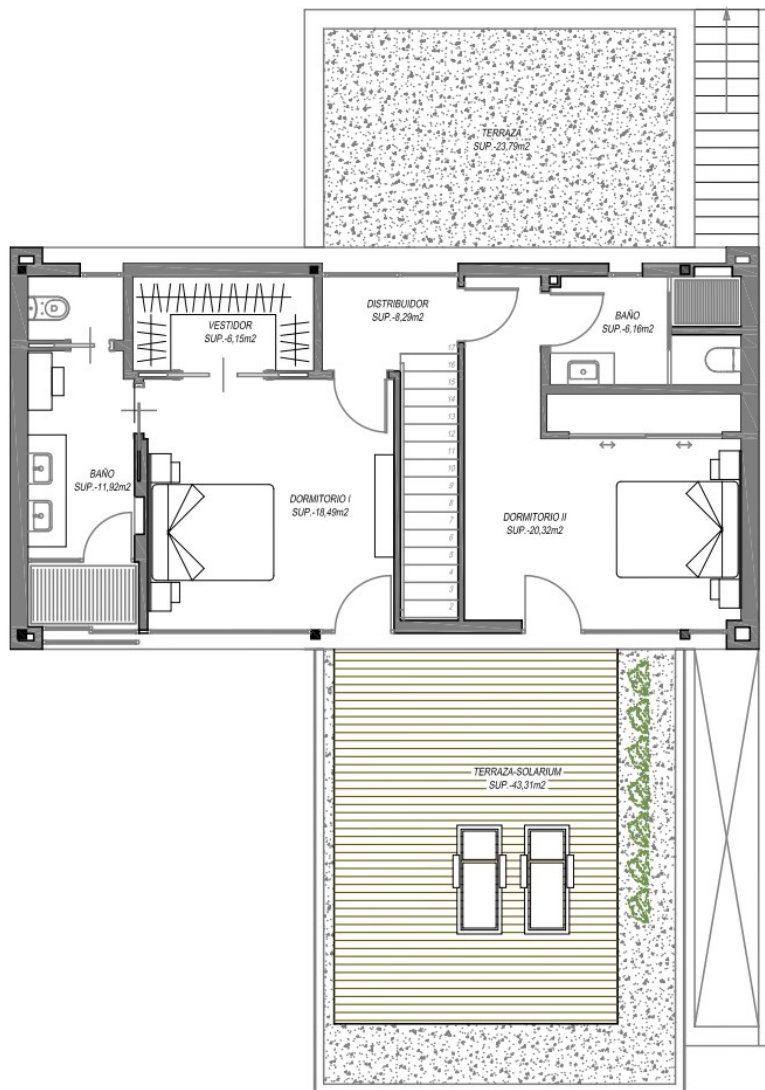 TERRAZA
SUP.-23,79m2
DISTRIBUIDOR
SUP.-8,29m2
BAÑO
SUP.-6,16m2
VESTIDOR
SUP.-6,15m2
17
16
15
14
13
12
11
10
9
8
7
6
5
4
3
2
BAÑO
SUP.-11,92m2
DORMITORIO I
SUP.-18,49m2
DORMITORIO II
SUP.-20,32m2
TERRAZA-SOLARIUM
SUP.-43,31m2